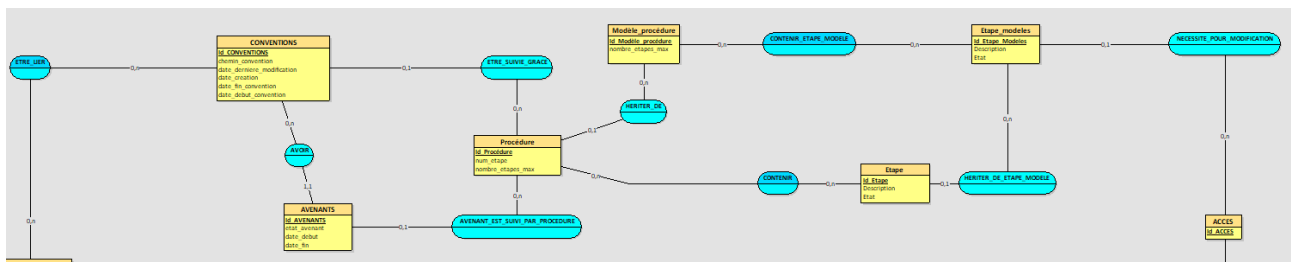 Modèle_procédure
Id_Modèle_procédure
nombre_etapes_max
0,n
CONTENIR_ETAPE_MODELE
0,n
Etape_modeles
Id_Etape_Modeles
Description
Etat
0,1
NECESSITE_POUR_MODIFICATION
CONVENTIONS
Id_CONVENTIONS
chemin_convention
date_derniere_modification
date_creation
date_fin_convention
date_debut_convention
ETRE_LIER
0,n
0,1
ETRE_SUIVIE_GRACE
0,n
0,n
HERITER_DE
0,1
0,n
0,n
0,n
AVOIR
1,1
Procédure
Id_Procédure
num_etape
nombre_etapes_max
0,n
CONTENIR
0,n
Etape
Id_Etape
Description
Etat
0,1
HERITER_DE_ETAPE_MODELE
0,n
AVENANTS
Id_AVENANTS
etat_avenant
date_debut
date_fin
0,1
AVENANT_EST_SUIVI_PAR_PROCEDURE
0,n
ACCES
Id_ACCES